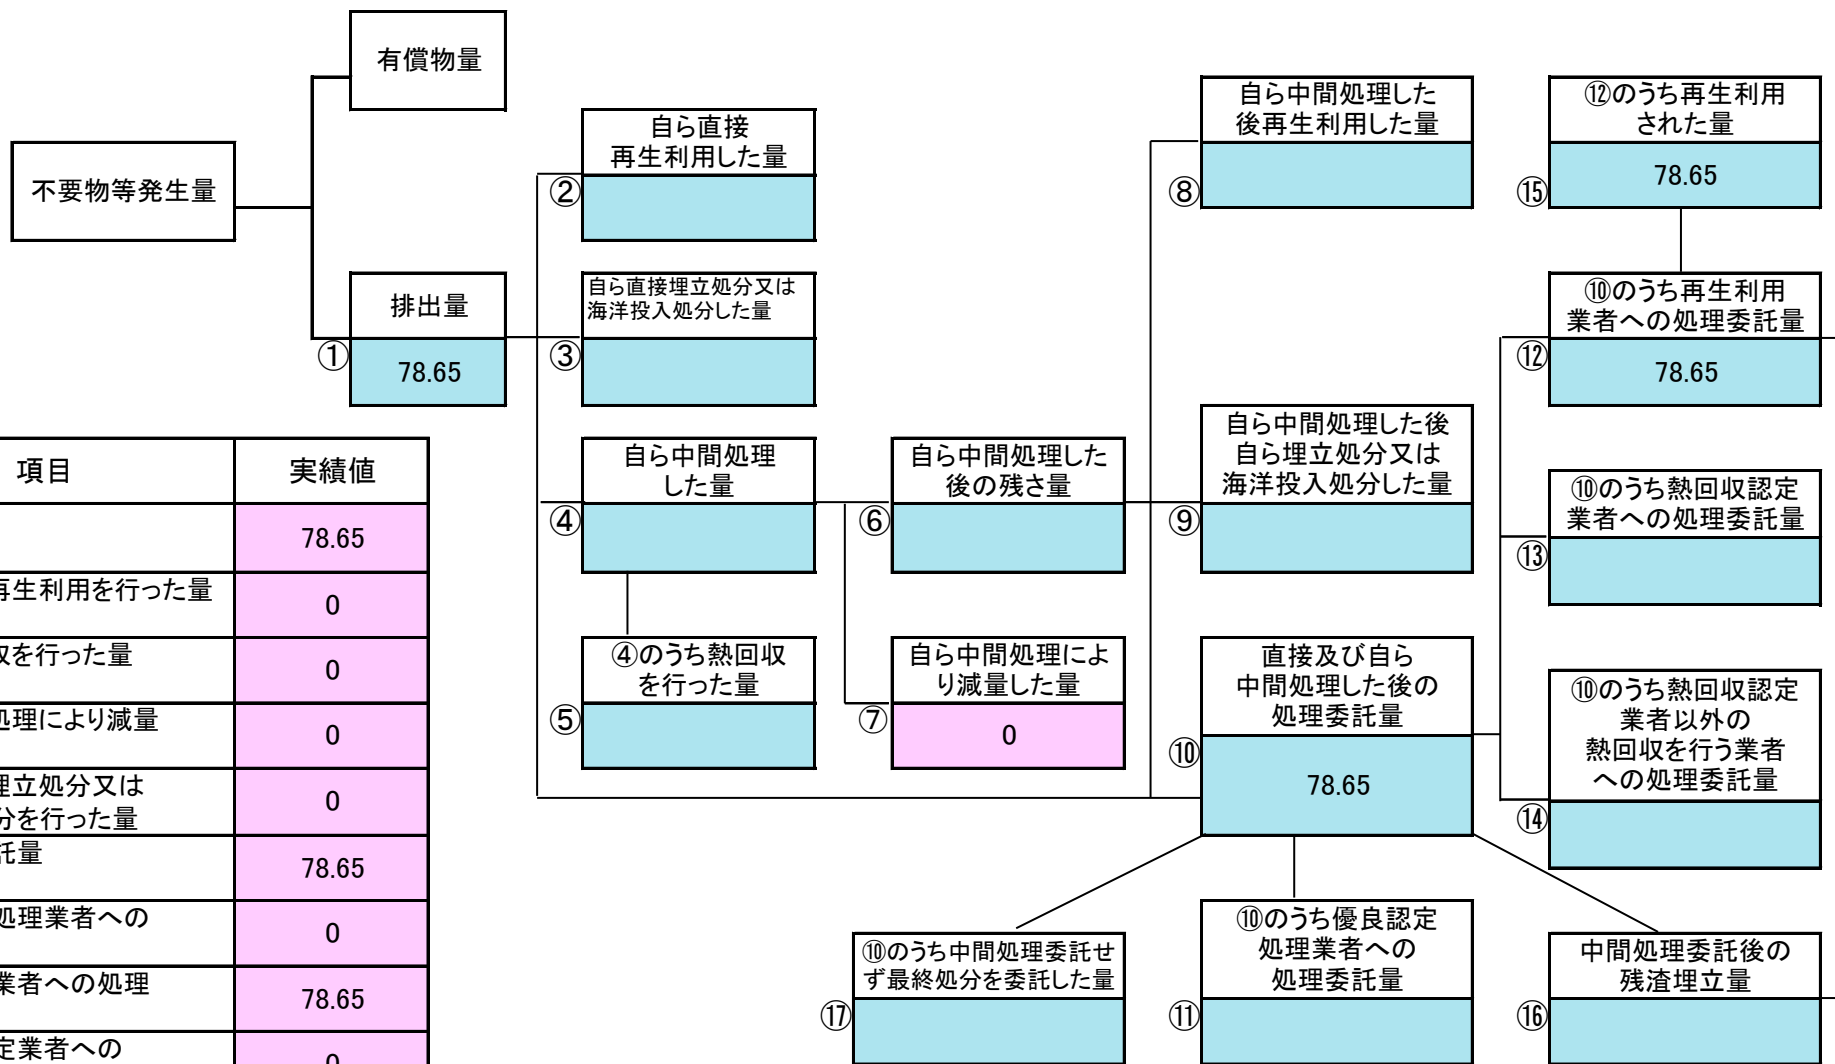 有償物量
不要物等発生量
排出量
①
78.65
自ら直接
再生利用した量
②
自ら直接埋立処分又は
海洋投入処分した量
③
自ら中間処理
した量
④
④のうち熱回収
を行った量
⑤
自ら中間処理した
後の残さ量
⑥
自ら中間処理によ
り減量した量
⑦
0
自ら中間処理した
後再生利用した量
⑧
自ら中間処理した後
自ら埋立処分又は
海洋投入処分した量
⑨
直接及び自ら
中間処理した後の
処理委託量
⑩
78.65
⑫のうち再生利用
された量
⑮
78.65
⑩のうち再生利用
業者への処理委託量
⑫
78.65
⑩のうち熱回収認定
業者への処理委託量
⑬
⑩のうち熱回収認定
業者以外の
熱回収を行う業者
への処理委託量
⑭
⑩のうち中間処理委託せ
ず最終処分を委託した量
⑰
⑩のうち優良認定
処理業者への
処理委託量
⑪
中間処理委託後の
残渣埋立量
⑯
項目 実績値
78.65
再生利用を行った量
0
を行った量
0
処理により減量
0
埋立処分又は
分を行った量
0
託量
78.65
処理業者への
0
業者への処理
78.65
定業者への
0